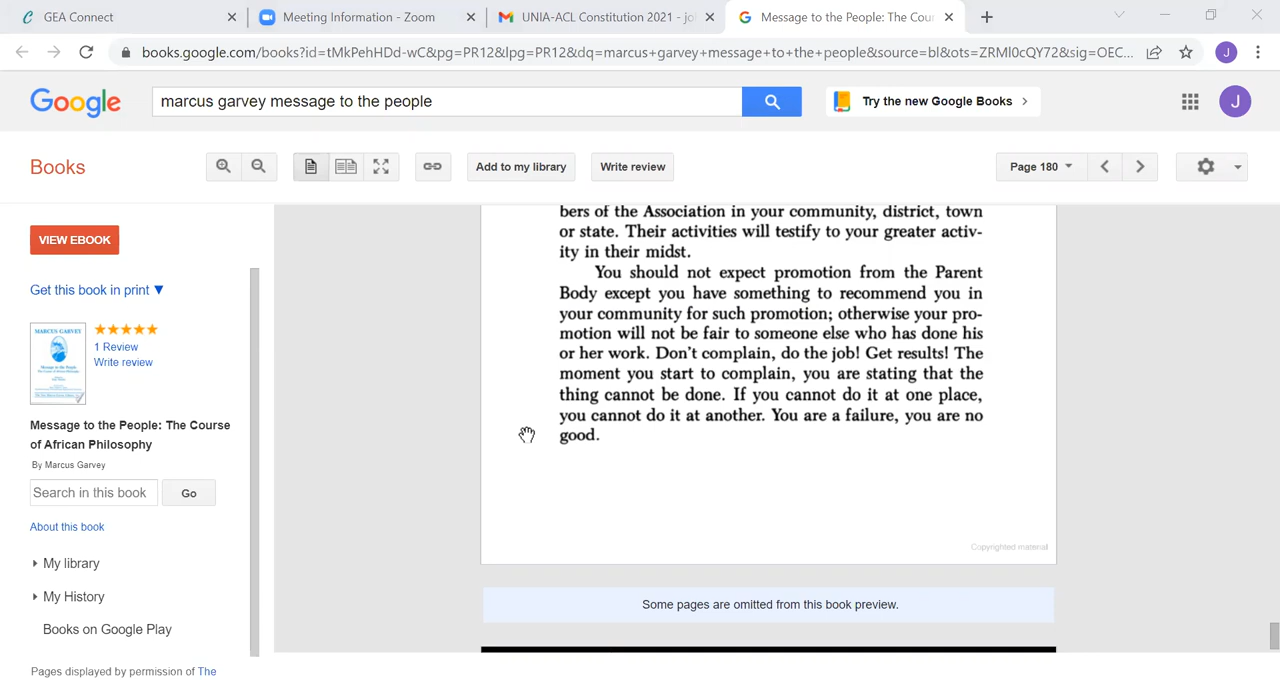 GEA Connect
Meeting Information - Zoom
UNIA-ACL Constitution 2021 - jo
Message to the People: The Cour
books.google.com/books?id=tMkPehHDd-wC&pg=PR12&lpg=PR12&dq=marcus+garvey+message+to+the+people&source=bl&ots=ZRMl0cQY72&sig=OEC...
J
Google
marcus garvey message to the people
Try the new Google Books
J
Books
Add to my library
Write review
Page 180
VIEW EBOOK
Get this book in print ▼
MARCUS GARVEY
Message to the People
1 Review
Write review
Message to the People: The Course
of African Philosophy
By Marcus Garvey
Search in this book
Go
About this book
My library
My History
Books on Google Play
Pages displayed by permission of The
bers of the Association in your community, district, town
or state. Their activities will testify to your greater activ-
ity in their midst.
You should not expect promotion from the Parent
Body except you have something to recommend you in
your community for such promotion; otherwise your pro-
motion will not be fair to someone else who has done his
or her work. Don't complain, do the job! Get results! The
moment you start to complain, you are stating that the
thing cannot be done. If you cannot do it at one place,
you cannot do it at another. You are a failure, you are no
good.
Copyrighted material
Some pages are omitted from this book preview.